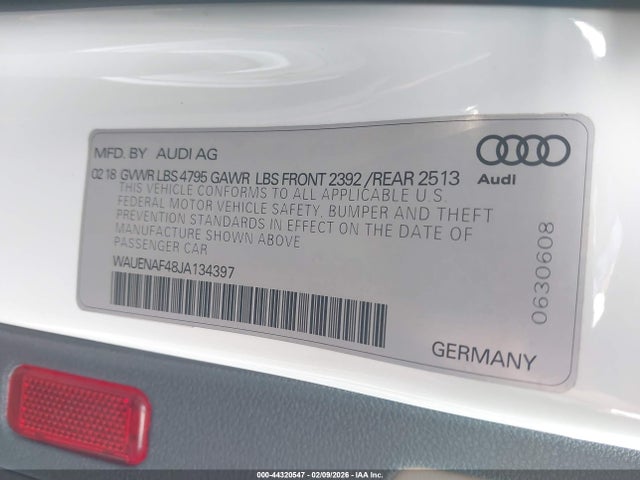 MFD. BY AUDI AG
02 18 GVWR LBS 4795 GAWR LBS FRONT 2392 /REAR 2513
THIS VEHICLE CONFORMS TO ALL APPLICABLE U.S.
FEDERAL MOTOR VEHICLE SAFETY, BUMPER AND THEFT
PREVENTION STANDARDS IN EFFECT ON THE DATE OF
MANUFACTURE SHOWN ABOVE
PASSENGER CAR
WAUENAF48JA134397
Audi
0630608
GERMANY
000-44320547 - 02/09/2026 - IAA Inc.